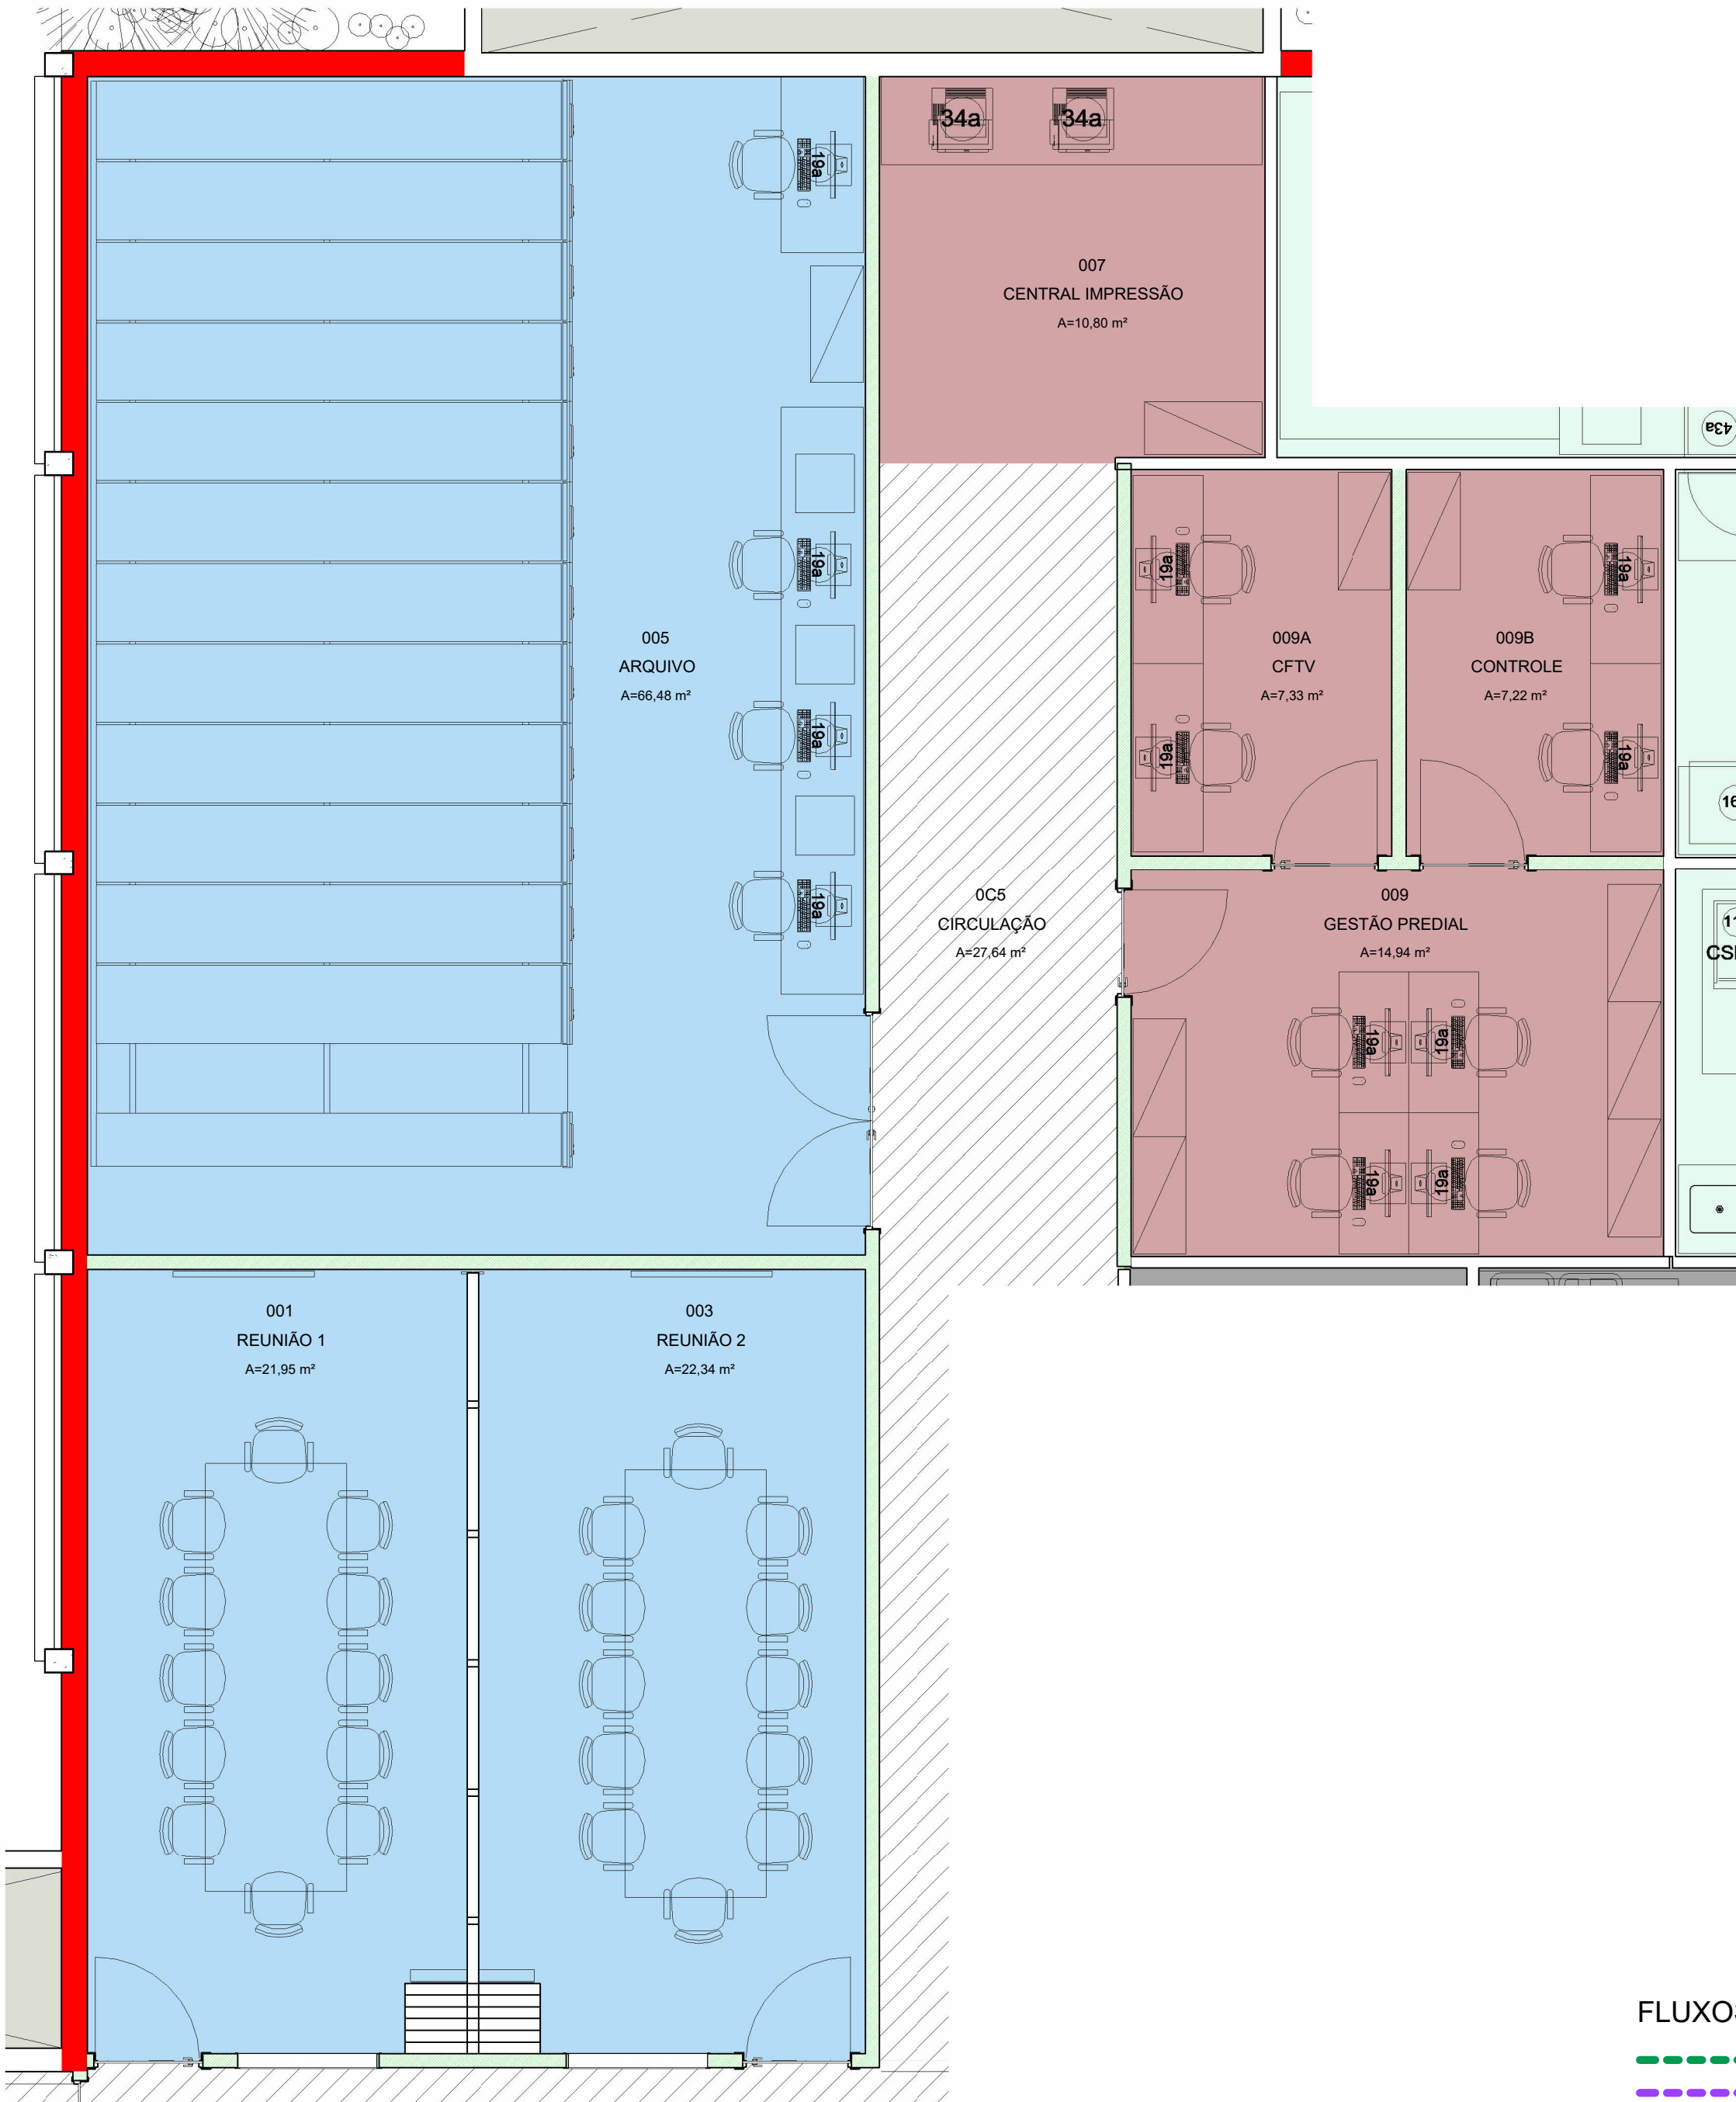 34a
34a
19a
007
CENTRAL IMPRESSÃO
A=10,80 m²
43a
19a
19a
19a
19a
005
ARQUIVO
A=66,48 m²
009A
CFTV
A=7,33 m²
009B
CONTROLE
A=7,22 m²
19a
19a
19a
19a
0C5
CIRCULAÇÃO
A=27,64 m²
009
GESTÃO PREDIAL
A=14,94 m²
19a
19a
19a
19a
001
REUNIÃO 1
A=21,95 m²
003
REUNIÃO 2
A=22,34 m²